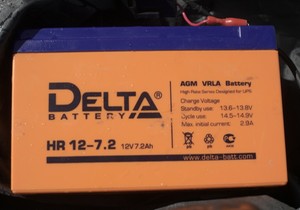 DELTA®
BATTERY
HR 12-7.2 12V7.2Ah
AGM VRLA Battery
High Rate Series Designed for UPS
Charge Voltage
Standby use: 13.6-13.8V
Cycle use: 14.5-14.9V
Max. initial current: 2.9A
www.delta-batt.com